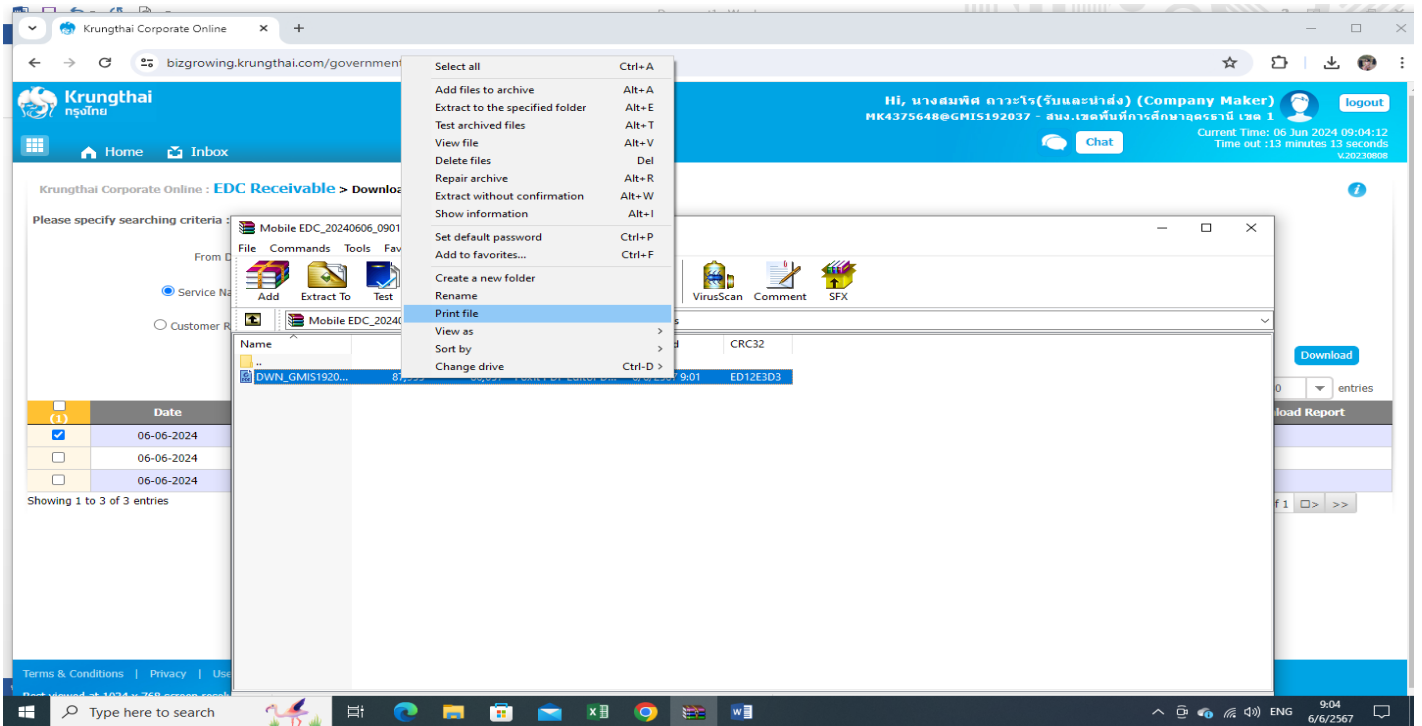 Krungthai Corporate Online
bizgrowing.krungthai.com/government
Krungthai
กรุงไทย
Hi, นางสมพิศ ถาวะโร(รับและนำส่ง) (Company Maker)
MK4375648@GMIS192037 - สนง.เขตพื้นที่การศึกษาอุดรธานี เขต 1
logout
Home
Inbox
Chat
Current Time: 06 Jun 2024 09:04:12
Time out :13 minutes 13 seconds
V.20230808
Krungthai Corporate Online : EDC Receivable > Downloa
Please specify searching criteria :
From D
Service Na
Customer R
Select all Ctrl+A
Add files to archive Alt+A
Extract to the specified folder Alt+E
Test archived files Alt+T
View file Alt+V
Delete files Del
Repair archive Alt+R
Extract without confirmation Alt+W
Show information Alt+I
Set default password Ctrl+P
Add to favorites... Ctrl+F
Create a new folder
Rename
Print file
View as >
Sort by >
Change drive Ctrl-D >
Mobile EDC_20240606_0901
File Commands Tools Fav
Add Extract To Test VirusScan Comment SFX
Mobile EDC_20240
Name CRC32
..
DWN_GMIS1920... 9:01 ED12E3D3
Download
entries
(1) Date load Report
06-06-2024
06-06-2024
06-06-2024
Showing 1 to 3 of 3 entries
f 1 > >>
Terms & Conditions | Privacy | Use
Type here to search
ENG
9:04
6/6/2567